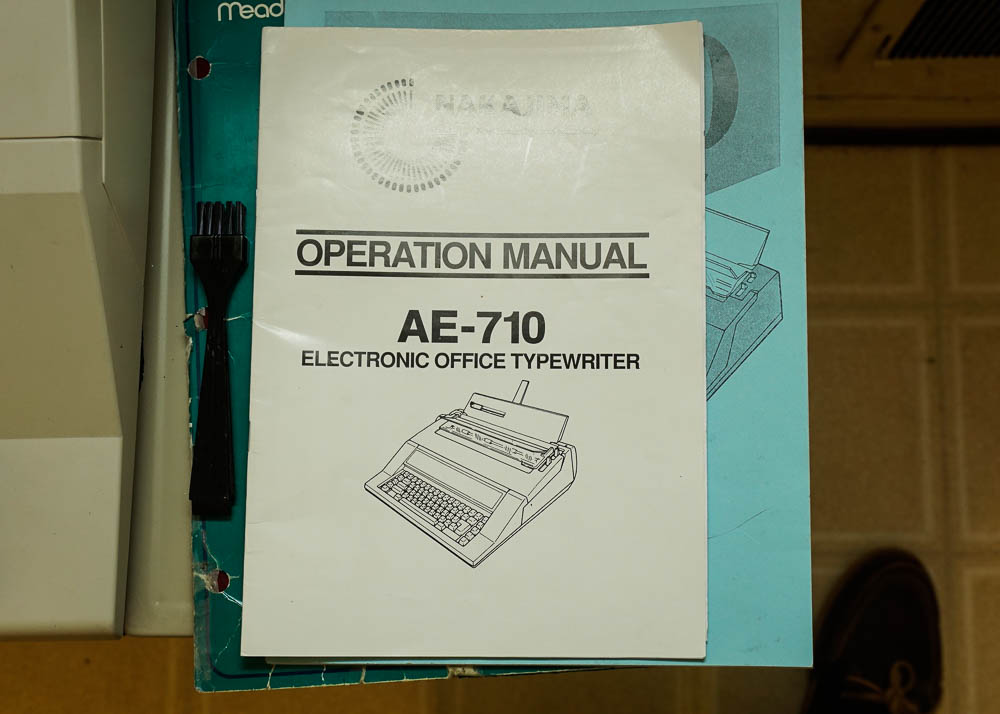 Mead
NAKAJIMA
OPERATION MANUAL
AE-710
ELECTRONIC OFFICE TYPEWRITER